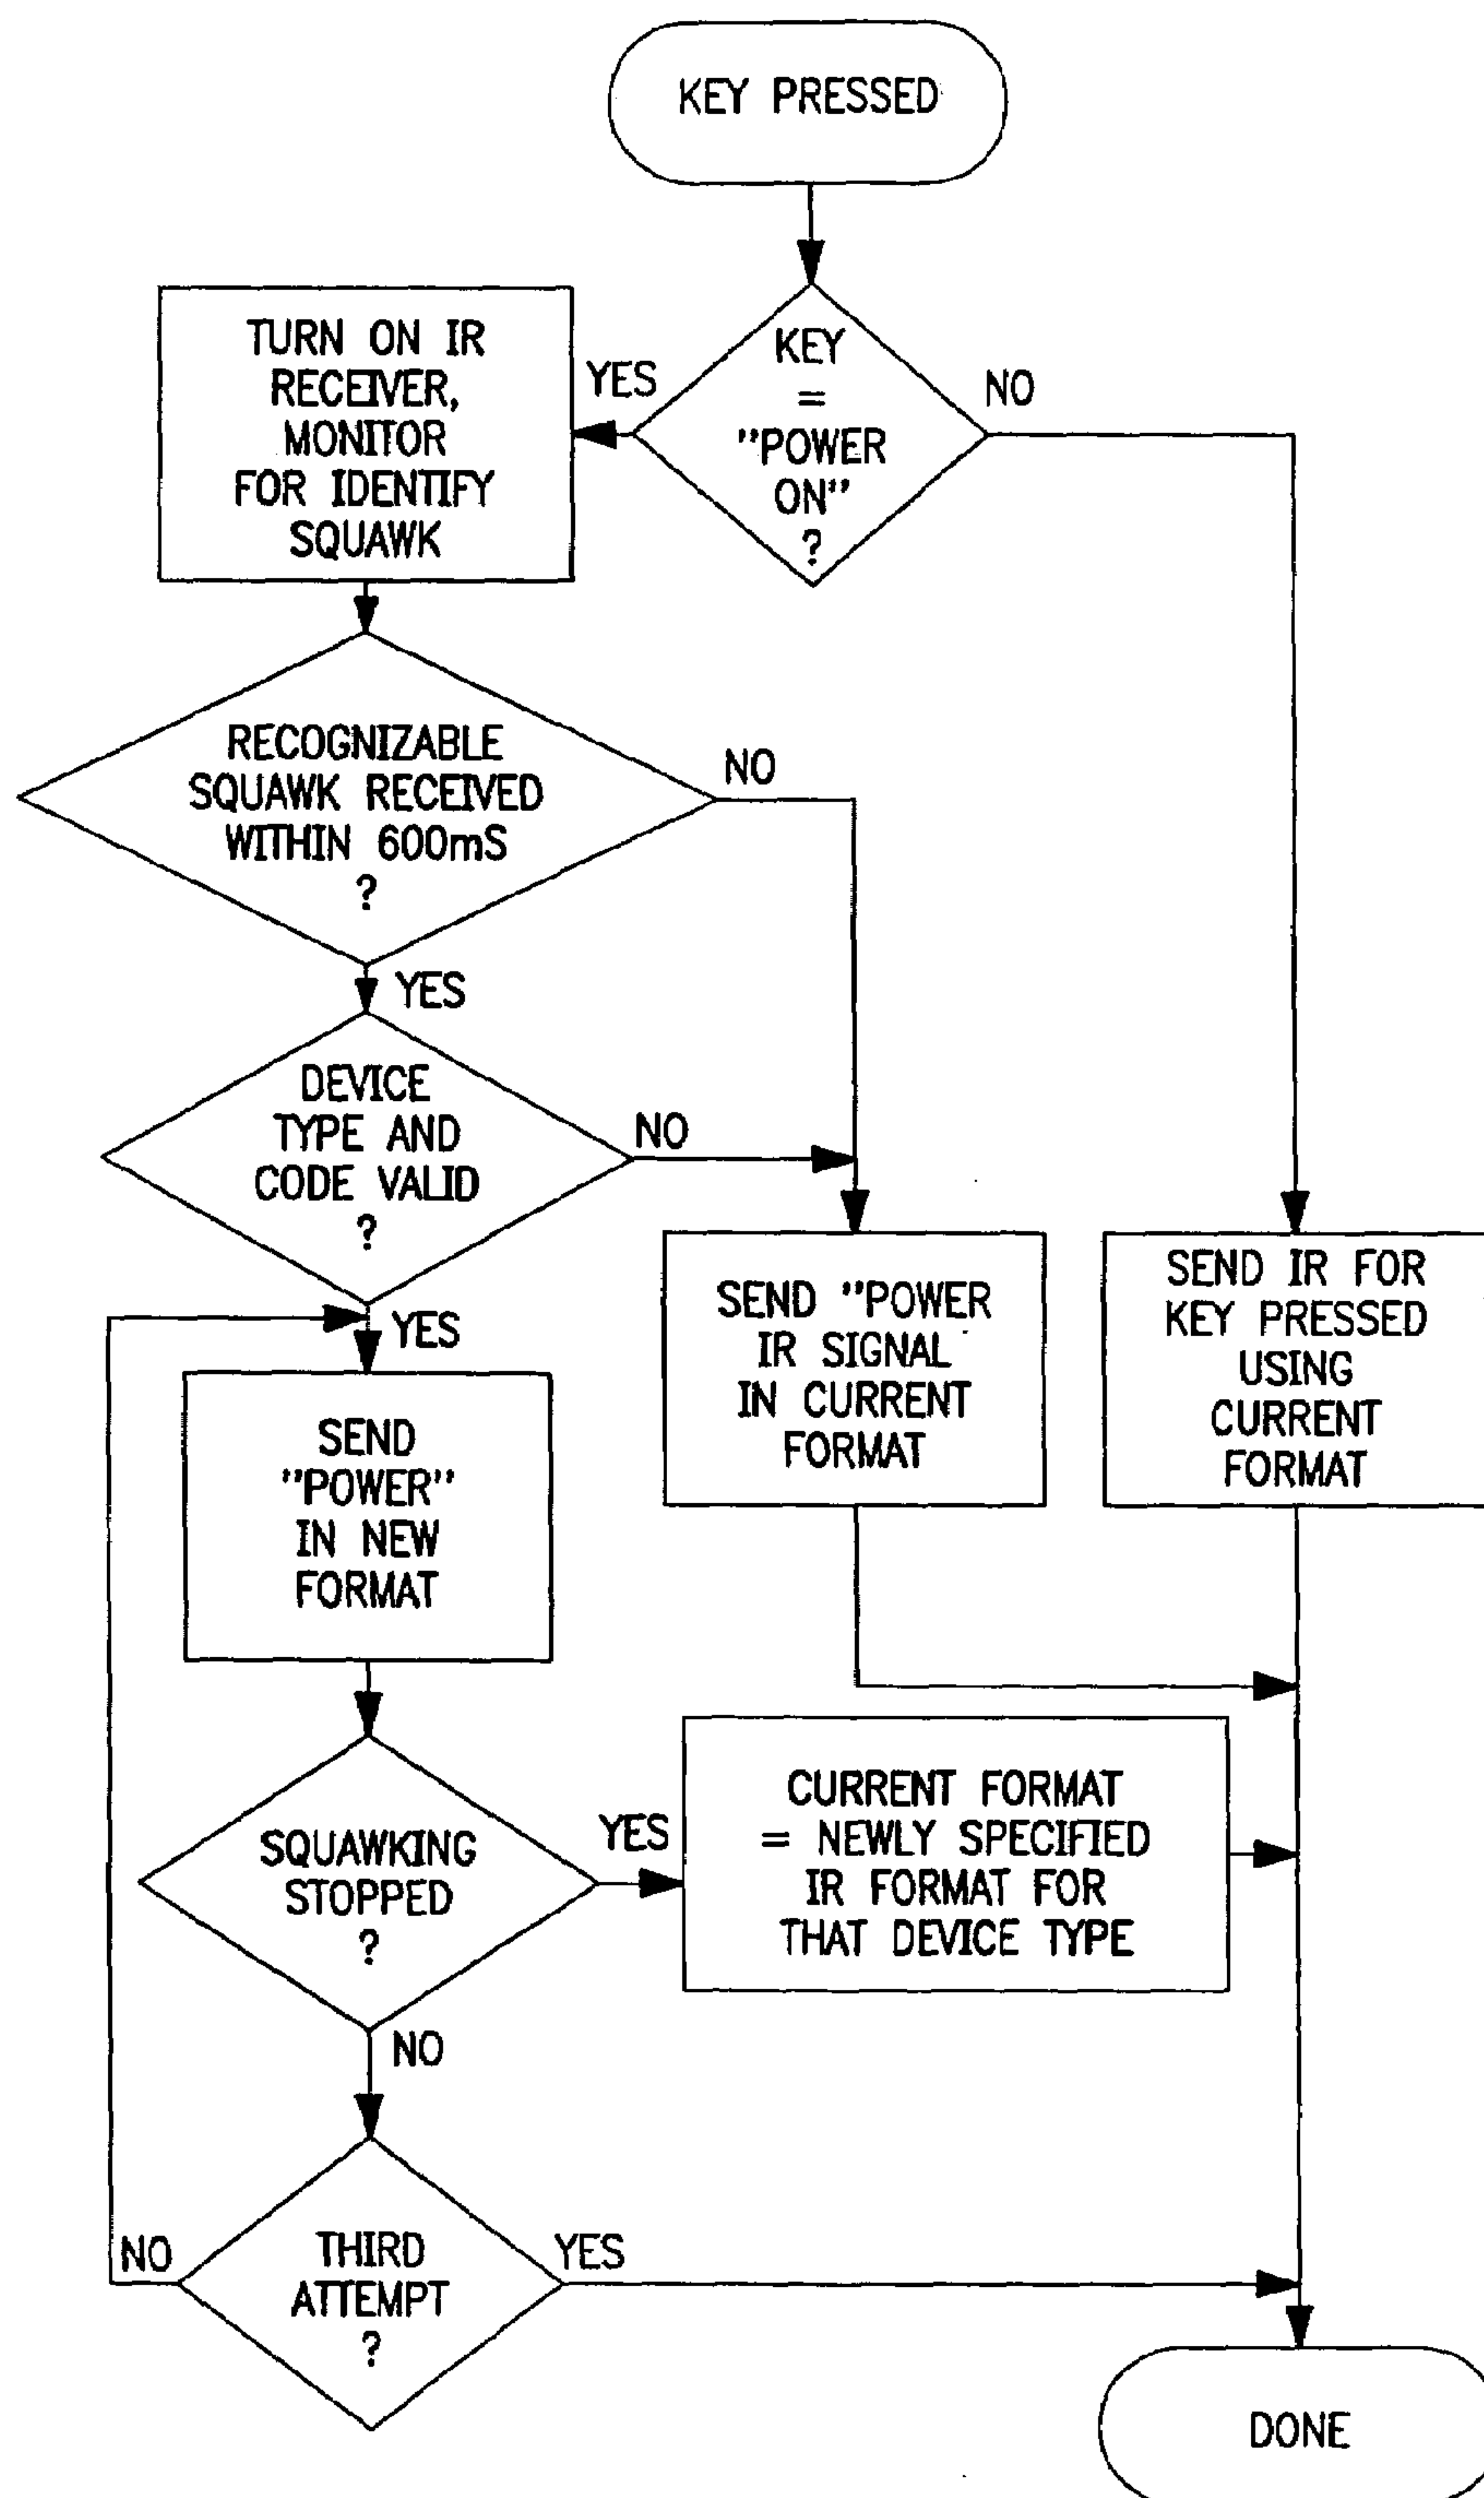 KEY PRESSED
KEY
=
"POWER
ON"
?
YES
NO
TURN ON IR
RECEIVER,
MONITOR
FOR IDENTIFY
SQUAWK
RECOGNIZABLE
SQUAWK RECEIVED
WITHIN 600mS
?
NO
YES
DEVICE
TYPE AND
CODE VALID
?
NO
YES
SEND "POWER
IR SIGNAL
IN CURRENT
FORMAT
SEND IR FOR
KEY PRESSED
USING
CURRENT
FORMAT
SEND
"POWER"
IN NEW
FORMAT
SQUAWKING
STOPPED
?
YES
CURRENT FORMAT
= NEWLY SPECIFIED
IR FORMAT FOR
THAT DEVICE TYPE
NO
THIRD
ATTEMPT
?
NO
YES
DONE